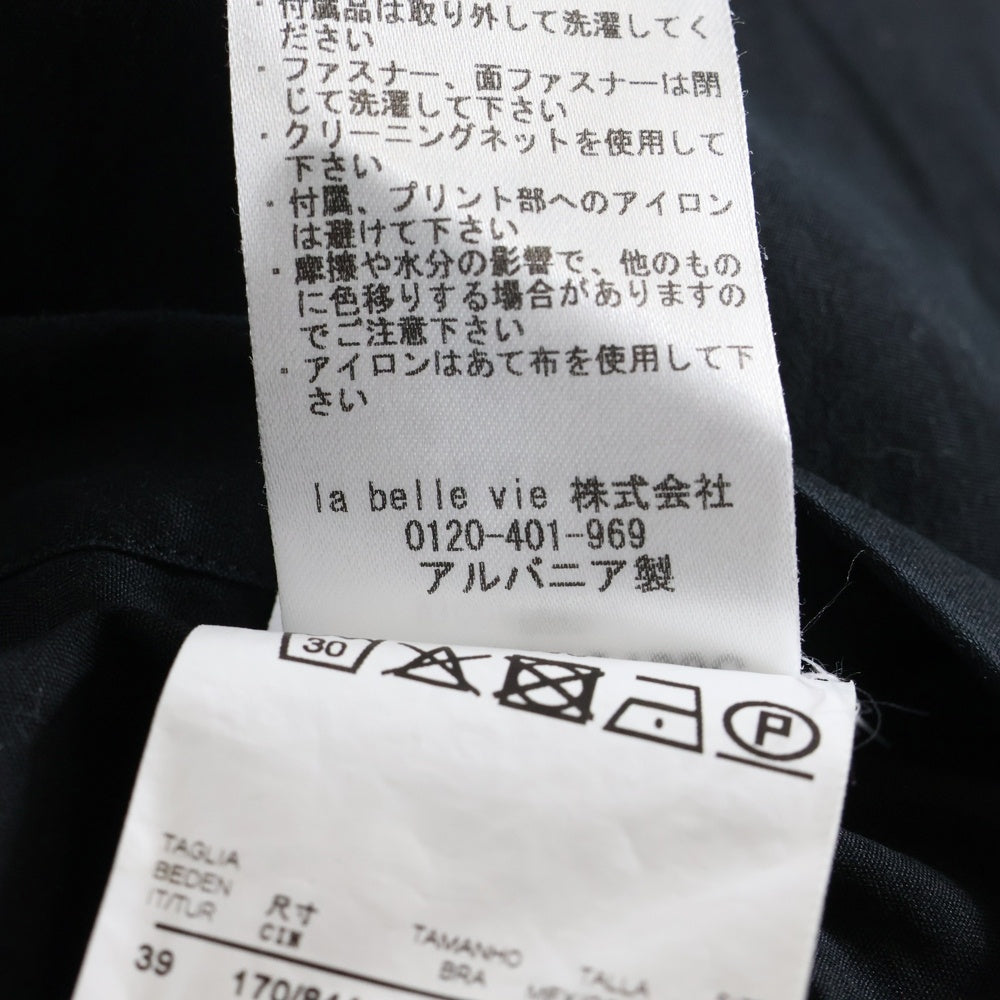 ・付属品は取り外して洗濯してく
ださい
・ファスナー、面ファスナーは閉
じて洗濯して下さい
・クリーニングネットを使用して
下さい
・付属、プリント部へのアイロン
は避けて下さい
・摩擦や水分の影響で、他のもの
に色移りする場合がありますの
でご注意下さい
・アイロンはあて布を使用して下
さい
la belle vie 株式会社
0120-401-969
アルバニア製
30
P
TAGLIA
BEDEN
IT/TUR
尺寸
CIM
TAMANHO
BRA
TALLA
39